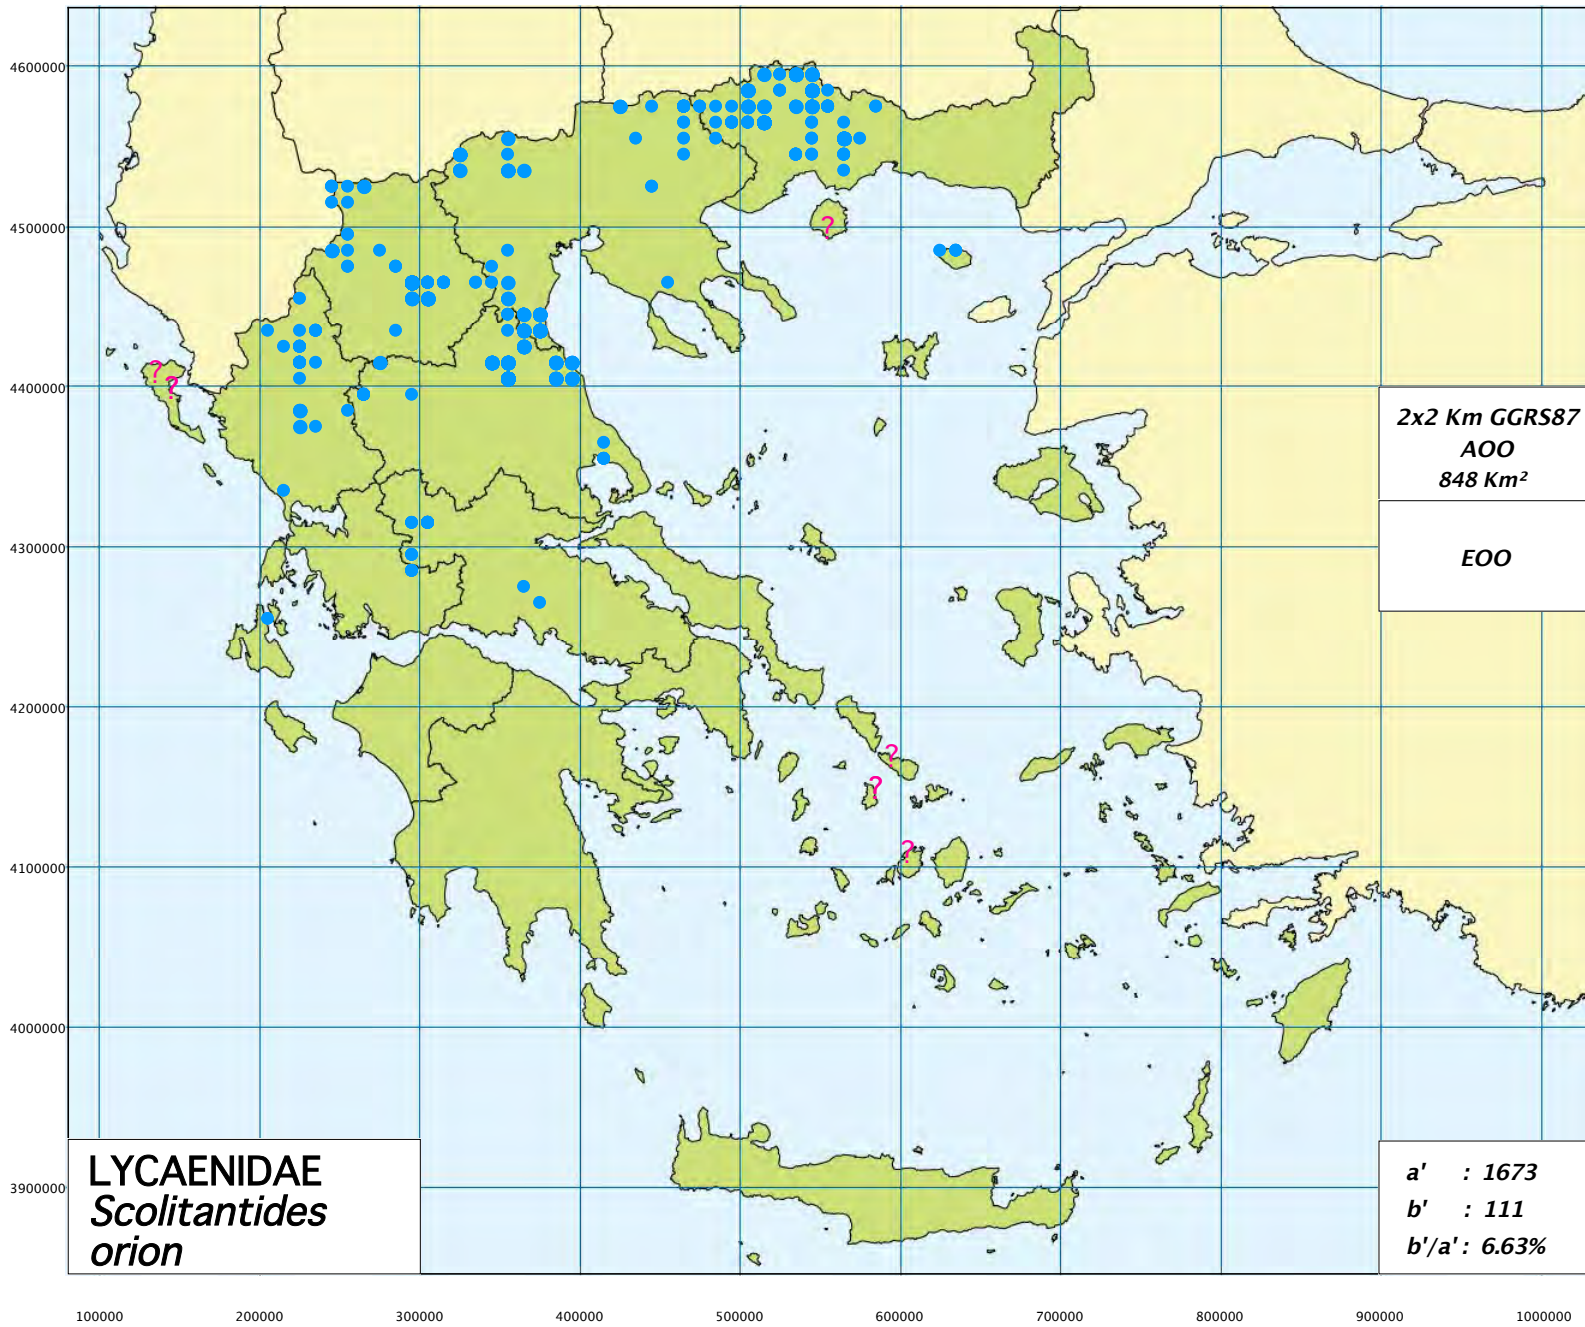 4600000
4500000
4400000
4300000
4200000
4100000
4000000
3900000
?
?
?
?
?
?
2x2 Km GGRS87
AOO
848 Km²
EOO
LYCAENIDAE
Scolitantides
orion
a' : 1673
b' : 111
b'/a' : 6.63%
100000 200000 300000 400000 500000 600000 700000 800000 900000 1000000